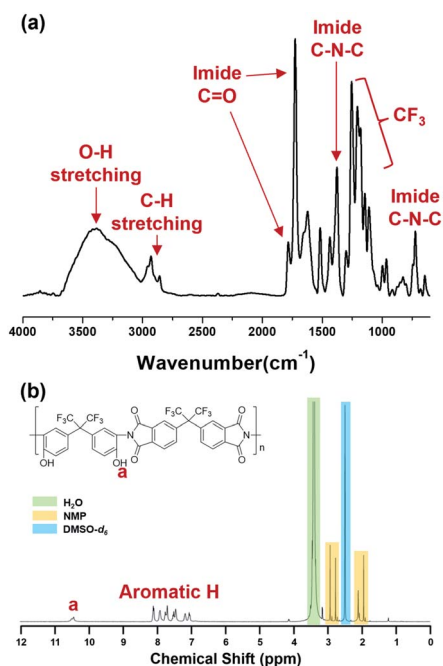 (a)
Imide
C=O
Imide
C-N-C
CF₃
O-H
stretching
C-H
stretching
Imide
C-N-C
4000 3500 3000 2500 2000 1500 1000
Wavenumber(cm⁻¹)
(b)
F₃C CF₃ O O F₃C CF₃ O
N N
n
OH OH O O
a
H₂O
NMP
DMSO-d₆
Aromatic H
a
12 11 10 9 8 7 6 5 4 3 2 1 0
Chemical Shift (ppm)